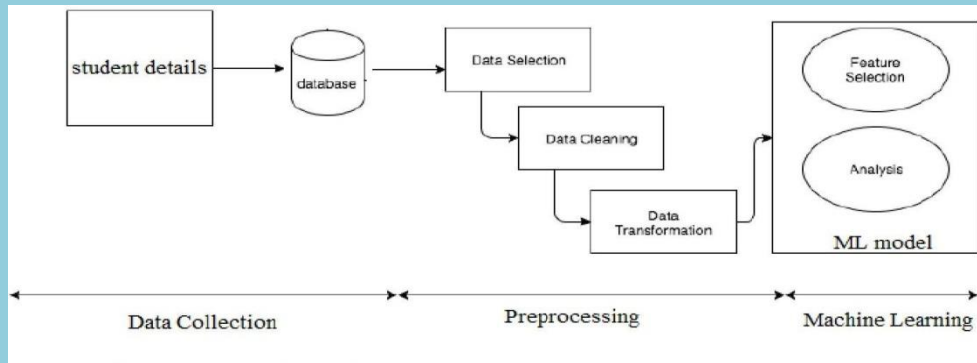 student details
database
Data Selection
Data Cleaning
Data
Transformation
Feature
Selection
Analysis
ML model
Data Collection
Preprocessing
Machine Learning